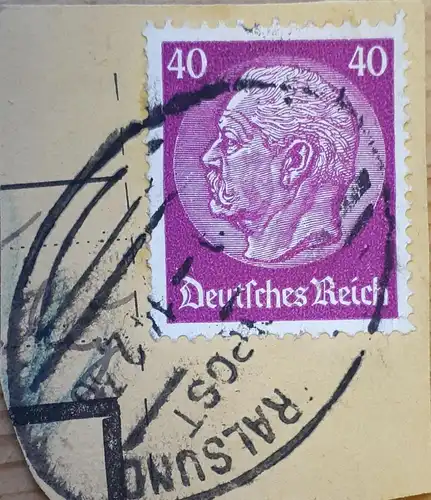 40 40
Deutsches Reich
POST
RALSUND